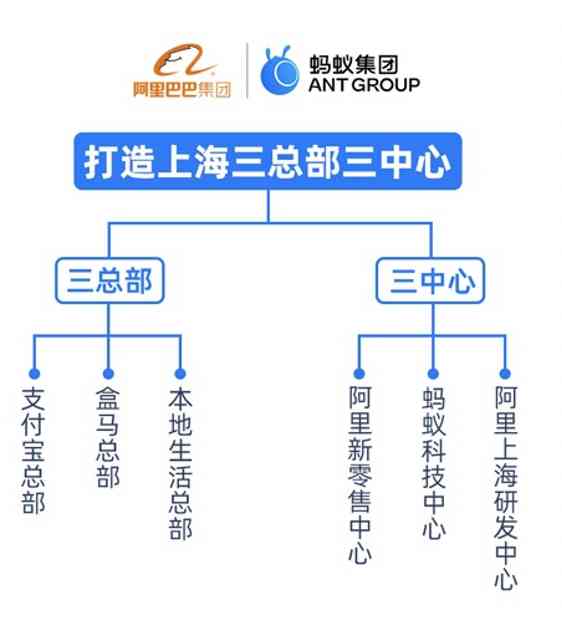 阿里巴巴集团
蚂蚁集团
ANT GROUP
打造上海三总部三中心
三总部
三中心
支付宝总部
盒马总部
本地生活总部
阿里新零售中心
蚂蚁科技中心
阿里上海研发中心